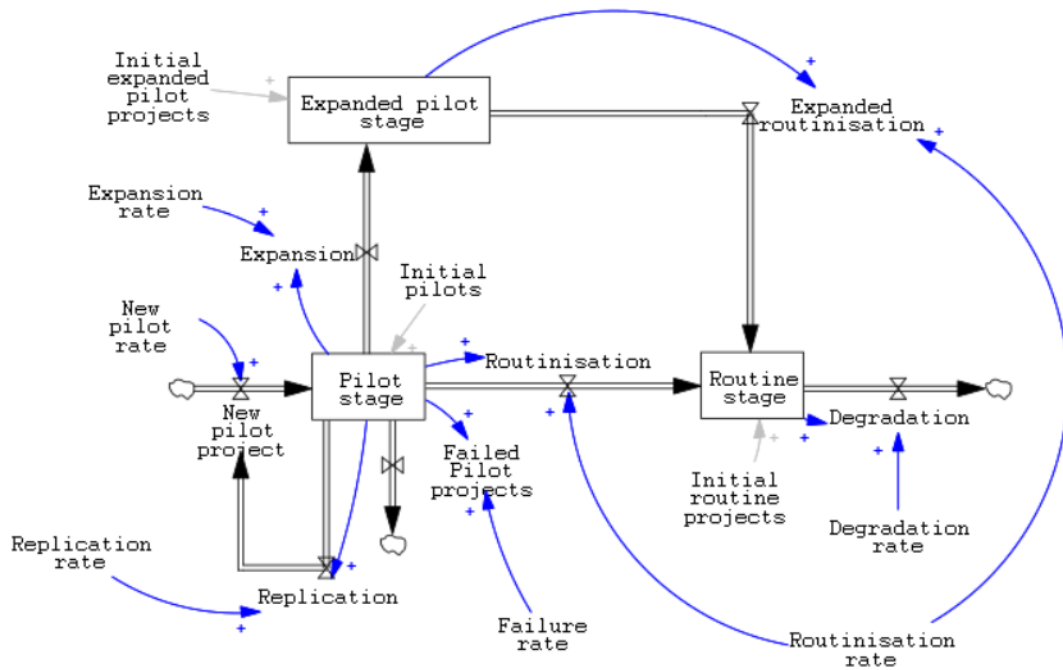 Initial
expanded
pilot
projects
Expanded pilot
stage
Expanded
routinisation
Expansion
rate
Expansion
Initial
pilots
New
pilot
rate
Pilot
stage
Routinisation
Routine
stage
New
pilot
project
Failed
Pilot
projects
Degradation
Initial
routine
projects
Degradation
rate
Replication
rate
Replication
Failure
rate
Routinisation
rate